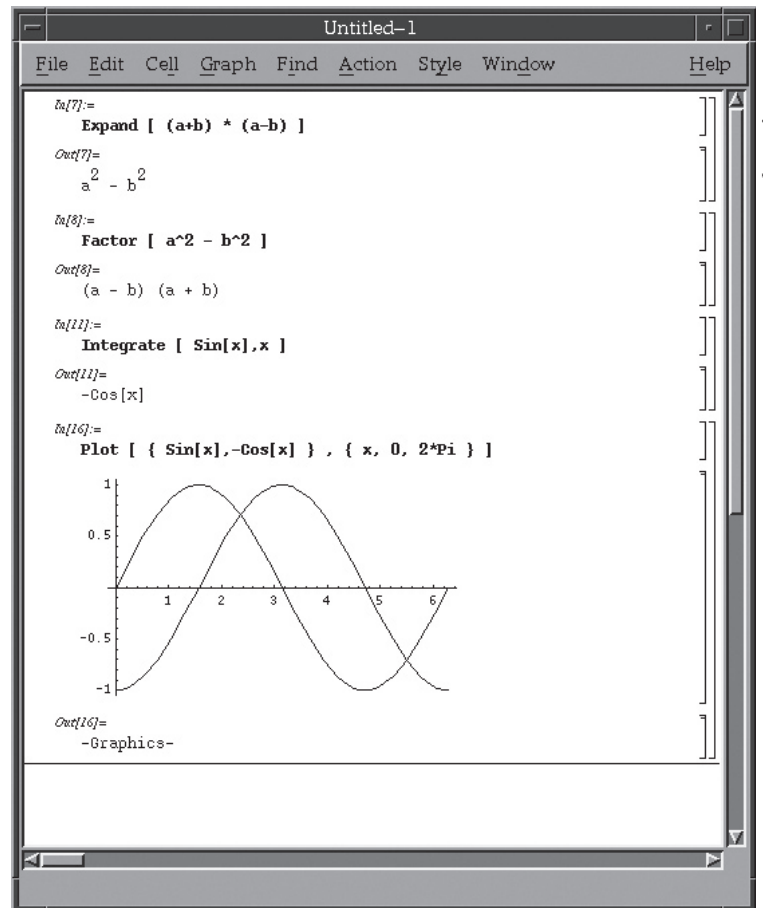 Untitled-1
File Edit Cell Graph Find Action Style Window Help
In[7]:=
Expand [ (a+b) * (a-b) ]
Out[7]=
a^2 - b^2
In[8]:=
Factor [ a^2 - b^2 ]
Out[8]=
(a - b) (a + b)
In[11]:=
Integrate [ Sin[x],x ]
Out[11]=
-Cos[x]
In[16]:=
Plot [ { Sin[x],-Cos[x] } , { x, 0, 2*Pi } ]
1
0.5
1 2 3 4 5 6
-0.5
-1
Out[16]=
-Graphics-